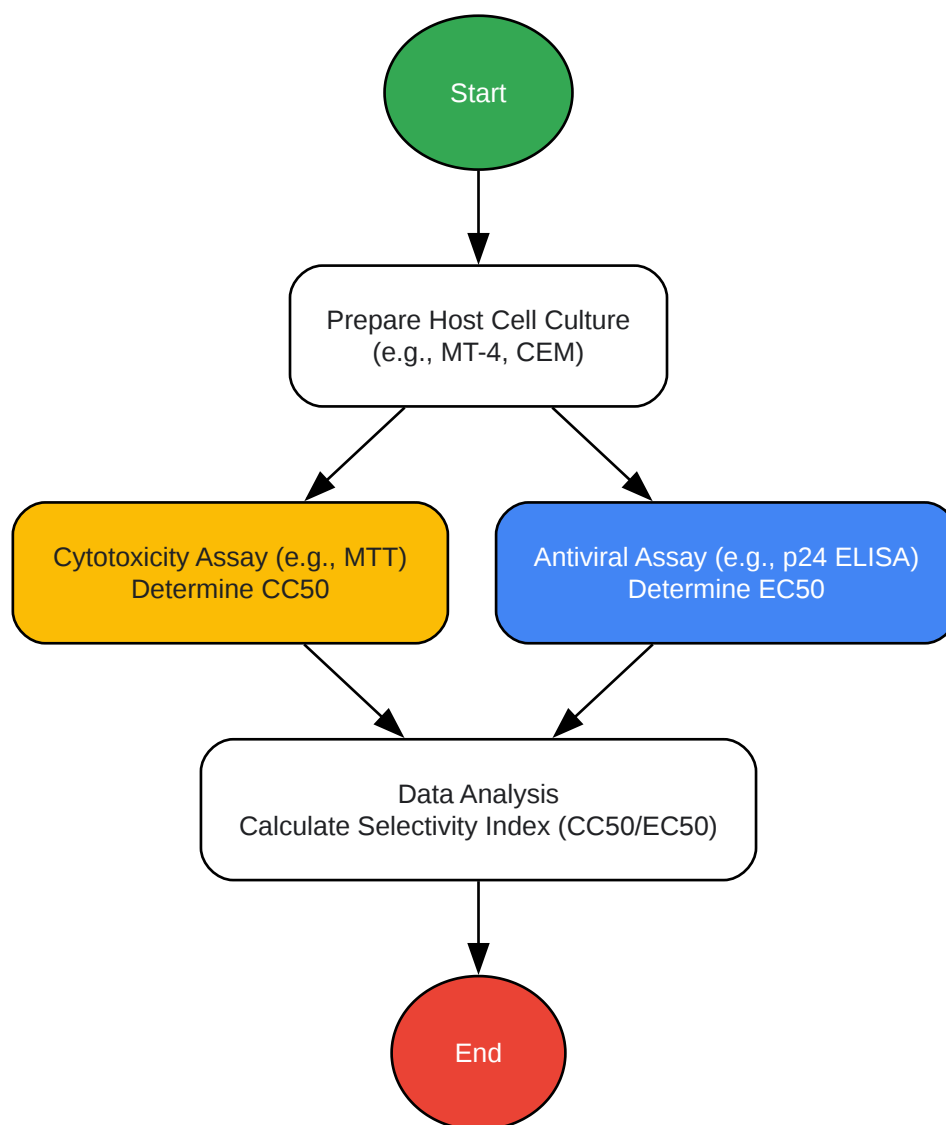 Start
Prepare Host Cell Culture
(e.g., MT-4, CEM)
Cytotoxicity Assay (e.g., MTT)
Determine CC50
Antiviral Assay (e.g., p24 ELISA)
Determine EC50
Data Analysis
Calculate Selectivity Index (CC50/EC50)
End